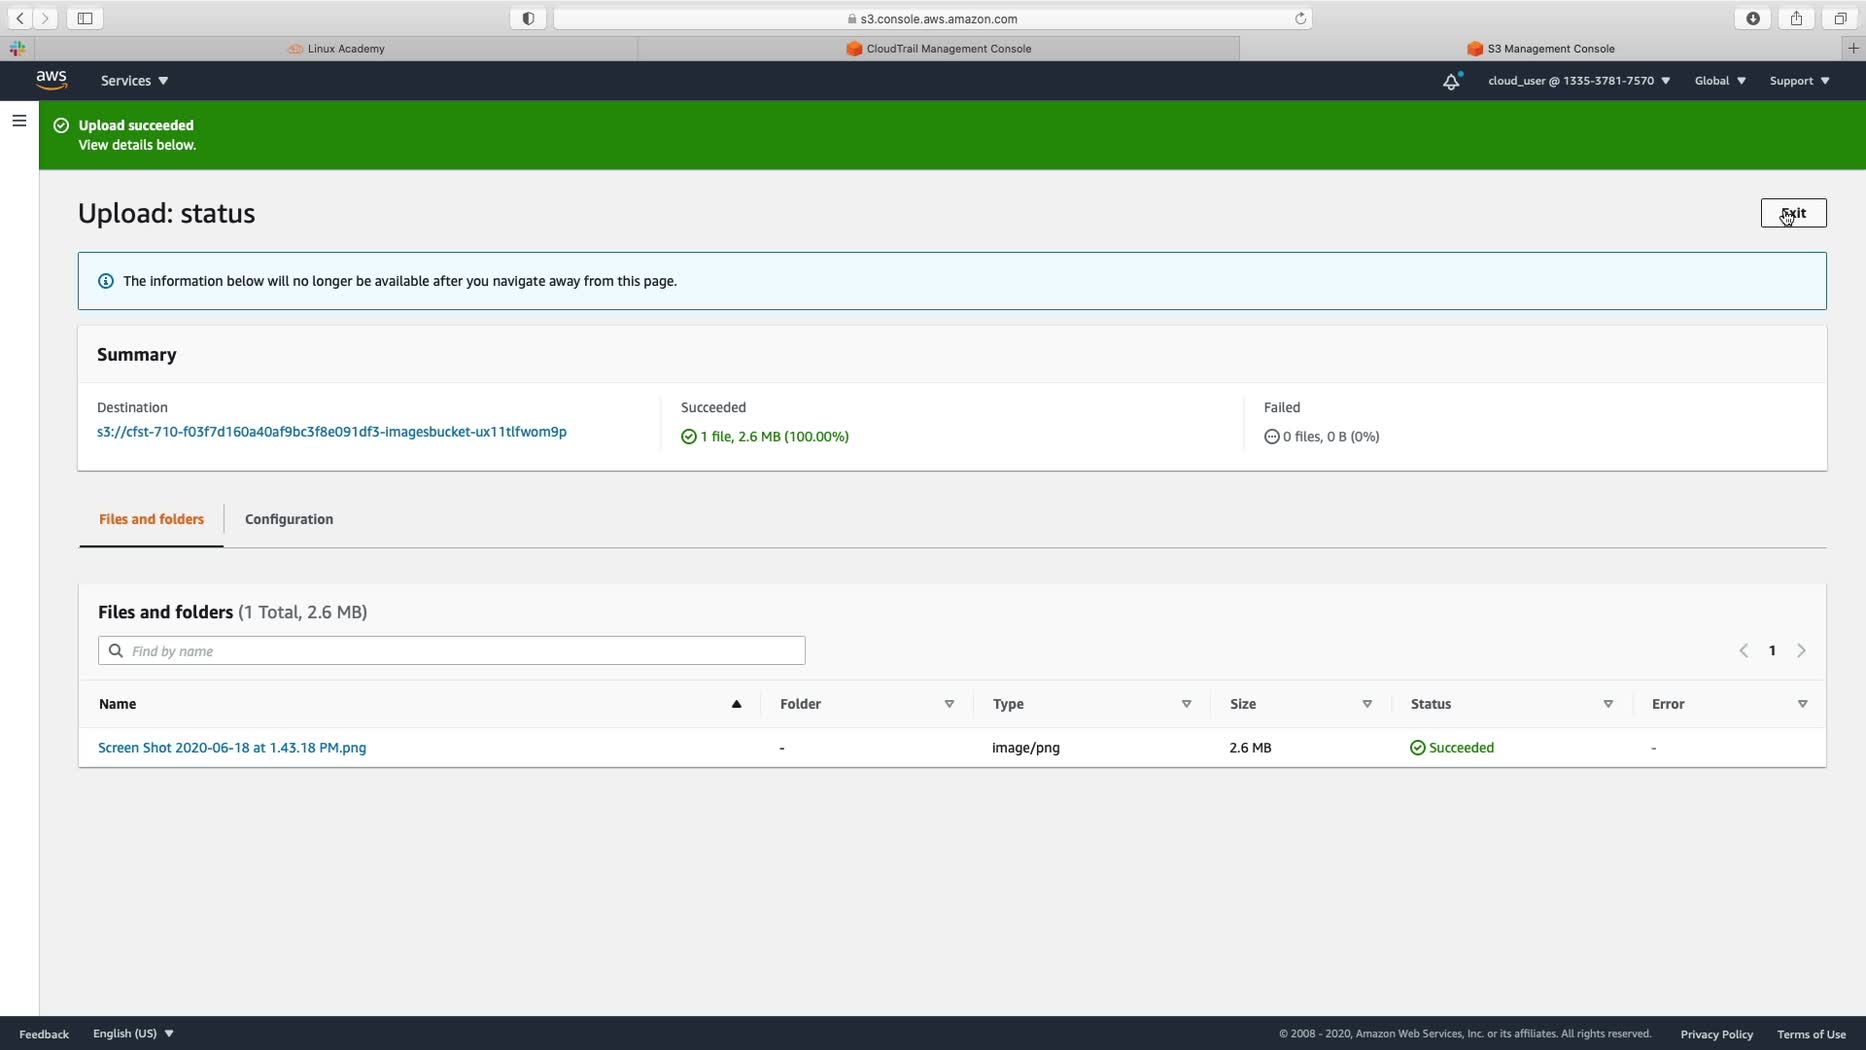 s3.console.aws.amazon.com
Linux Academy
CloudTrail Management Console
S3 Management Console
aws
Services
cloud_user @ 1335-3781-7570
Global
Support
Upload succeeded
View details below.
Upload: status
Exit
The information below will no longer be available after you navigate away from this page.
Summary
Destination
Succeeded
Failed
s3://cfst-710-f03f7d160a40af9bc3f8e091df3-imagesbucket-ux11tlfwom9p
1 file, 2.6 MB (100.00%)
0 files, 0 B (0%)
Files and folders
Configuration
Files and folders (1 Total, 2.6 MB)
Find by name
1
Name
Folder
Type
Size
Status
Error
Screen Shot 2020-06-18 at 1.43.18 PM.png
-
image/png
2.6 MB
Succeeded
-
Feedback
English (US)
© 2008 - 2020, Amazon Web Services, Inc. or its affiliates. All rights reserved.
Privacy Policy
Terms of Use